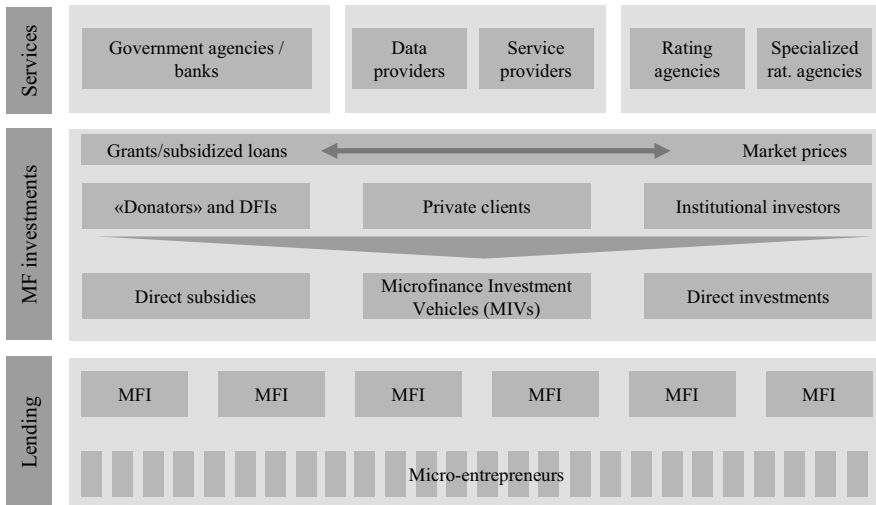 Services
Government agencies /
banks
Data
providers
Service
providers
Rating
agencies
Specialized
rat. agencies
MF investments
Grants/subsidized loans
Market prices
«Donators» and DFIs
Private clients
Institutional investors
Direct subsidies
Microfinance Investment
Vehicles (MIVs)
Direct investments
Lending
MFI
MFI
MFI
MFI
MFI
MFI
Micro-entrepreneurs